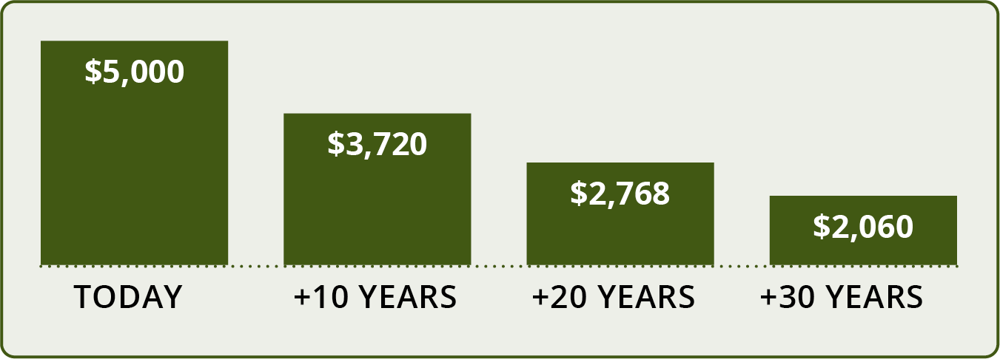 $5,000
$3,720
$2,768
$2,060
TODAY
+10 YEARS
+20 YEARS
+30 YEARS